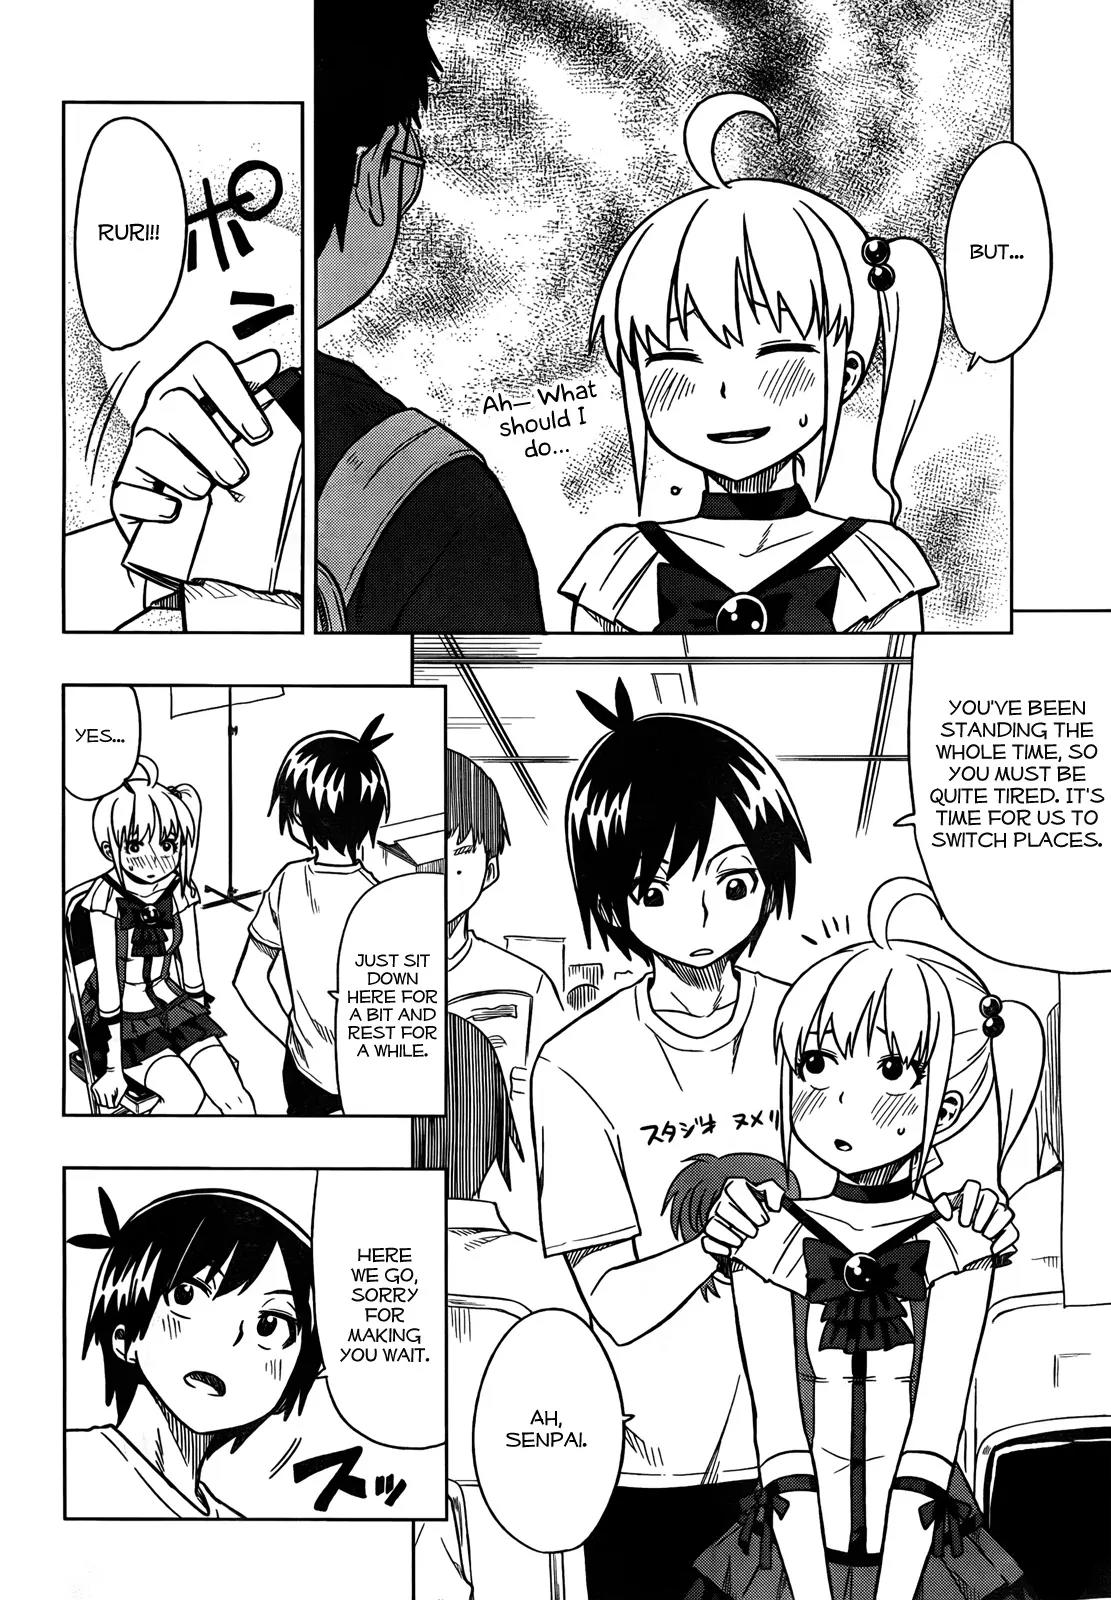 BUT...
Ah— What
should I
do...
ポン
RURI!!
YOU'VE BEEN
STANDING THE
WHOLE TIME, SO
YOU MUST BE
QUITE TIRED. IT'S
TIME FOR US TO
SWITCH PLACES.
スタジオ ヌメリ
AH,
SENPAI.
JUST SIT
DOWN
HERE FOR
A BIT AND
REST FOR
A WHILE.
YES...
HERE
WE GO,
SORRY
FOR
MAKING
YOU WAIT.
スッ